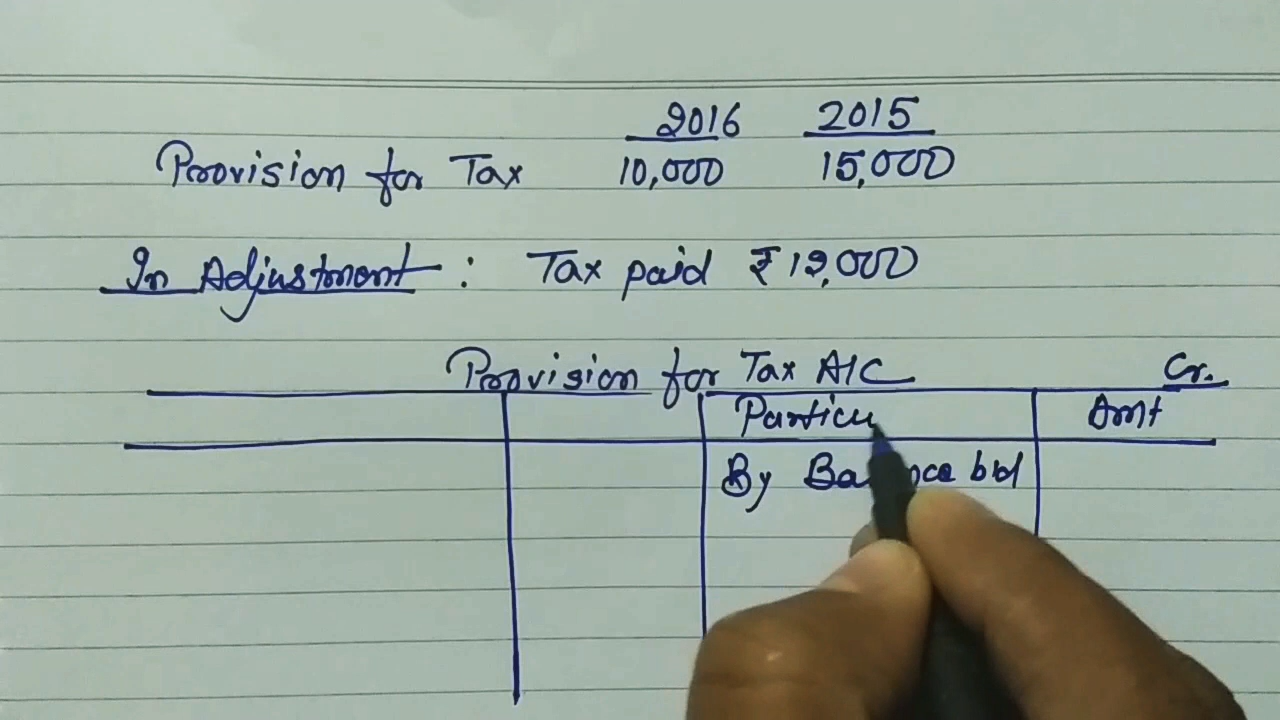 2016 2015
Provision for Tax 10,000 15,000
In Adjustment : Tax paid ₹12,000
Provision for Tax A/C Cr.
Particu Amt
By b/d